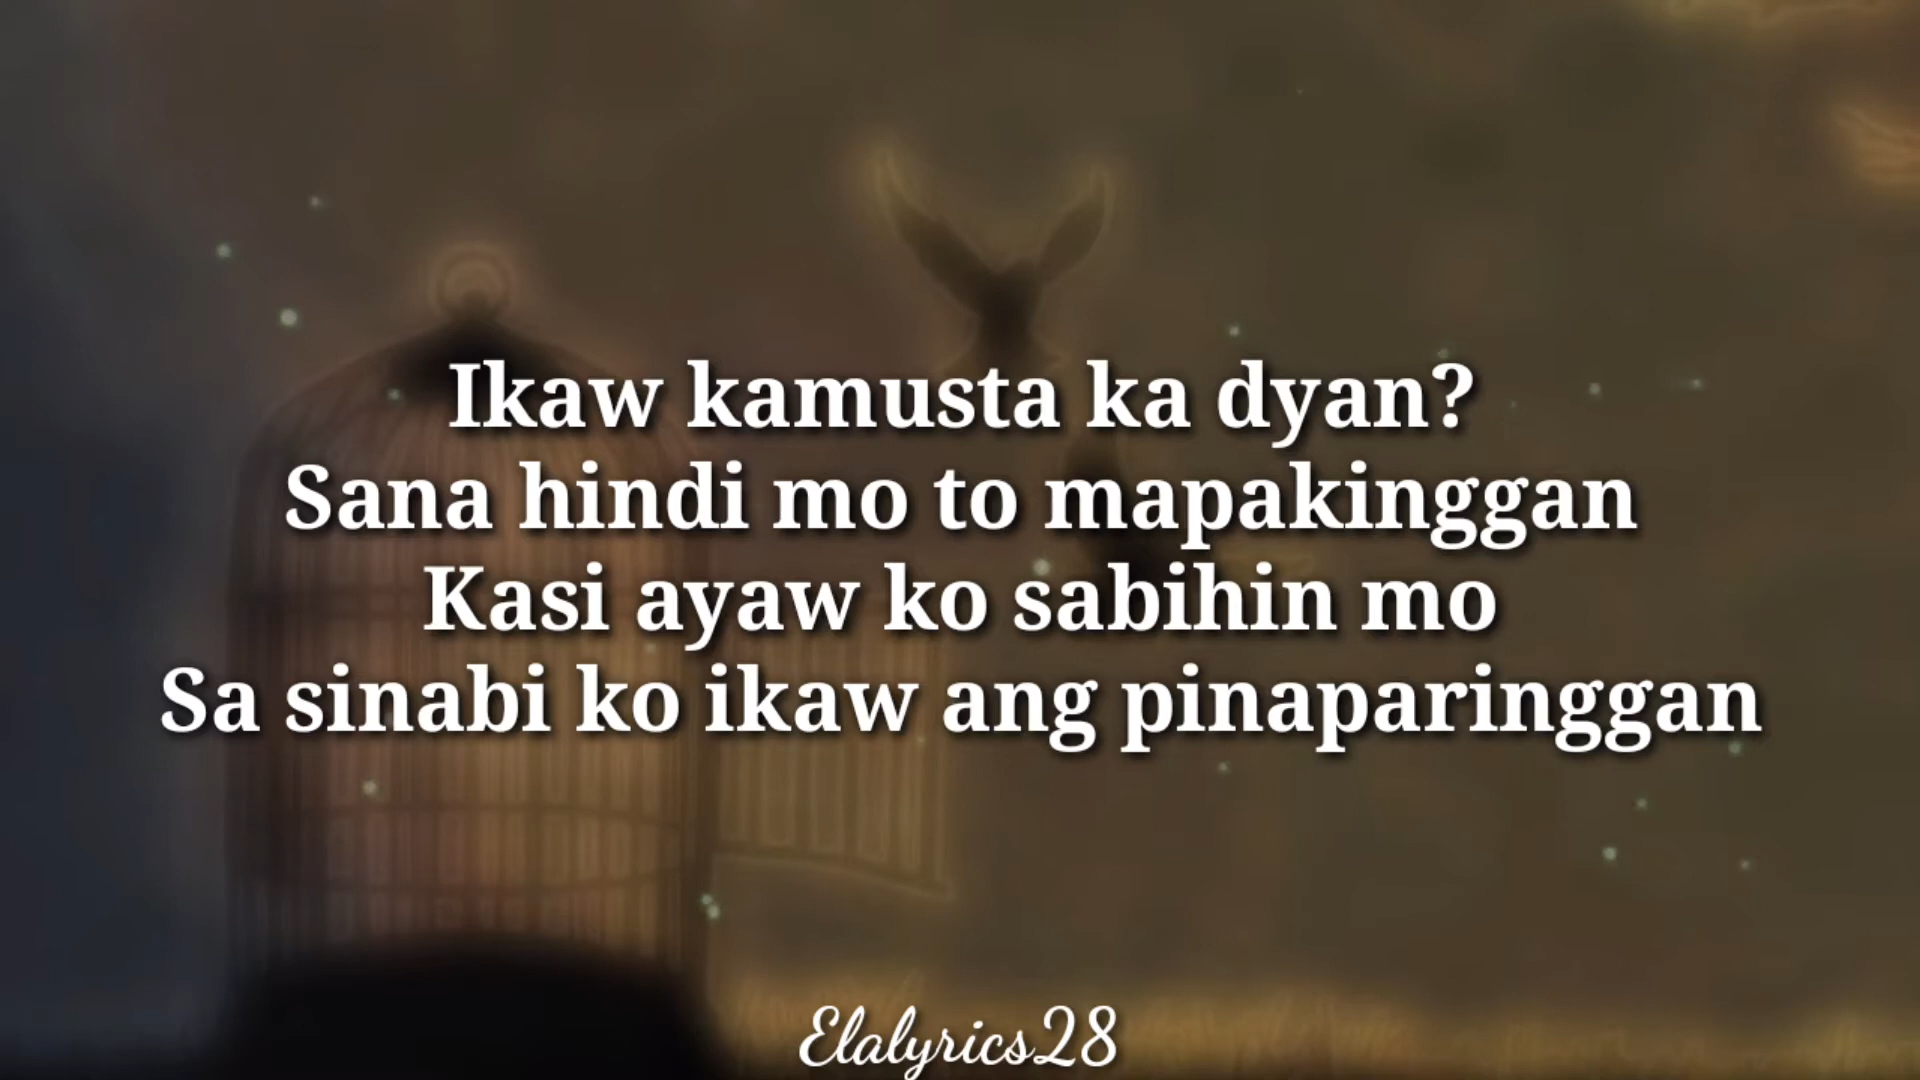 Ikaw kamusta ka dyan?
Sana hindi mo to mapakinggan
Kasi ayaw ko sabihin mo
Sa sinabi ko ikaw ang pinaparinggan
Elalyrics28